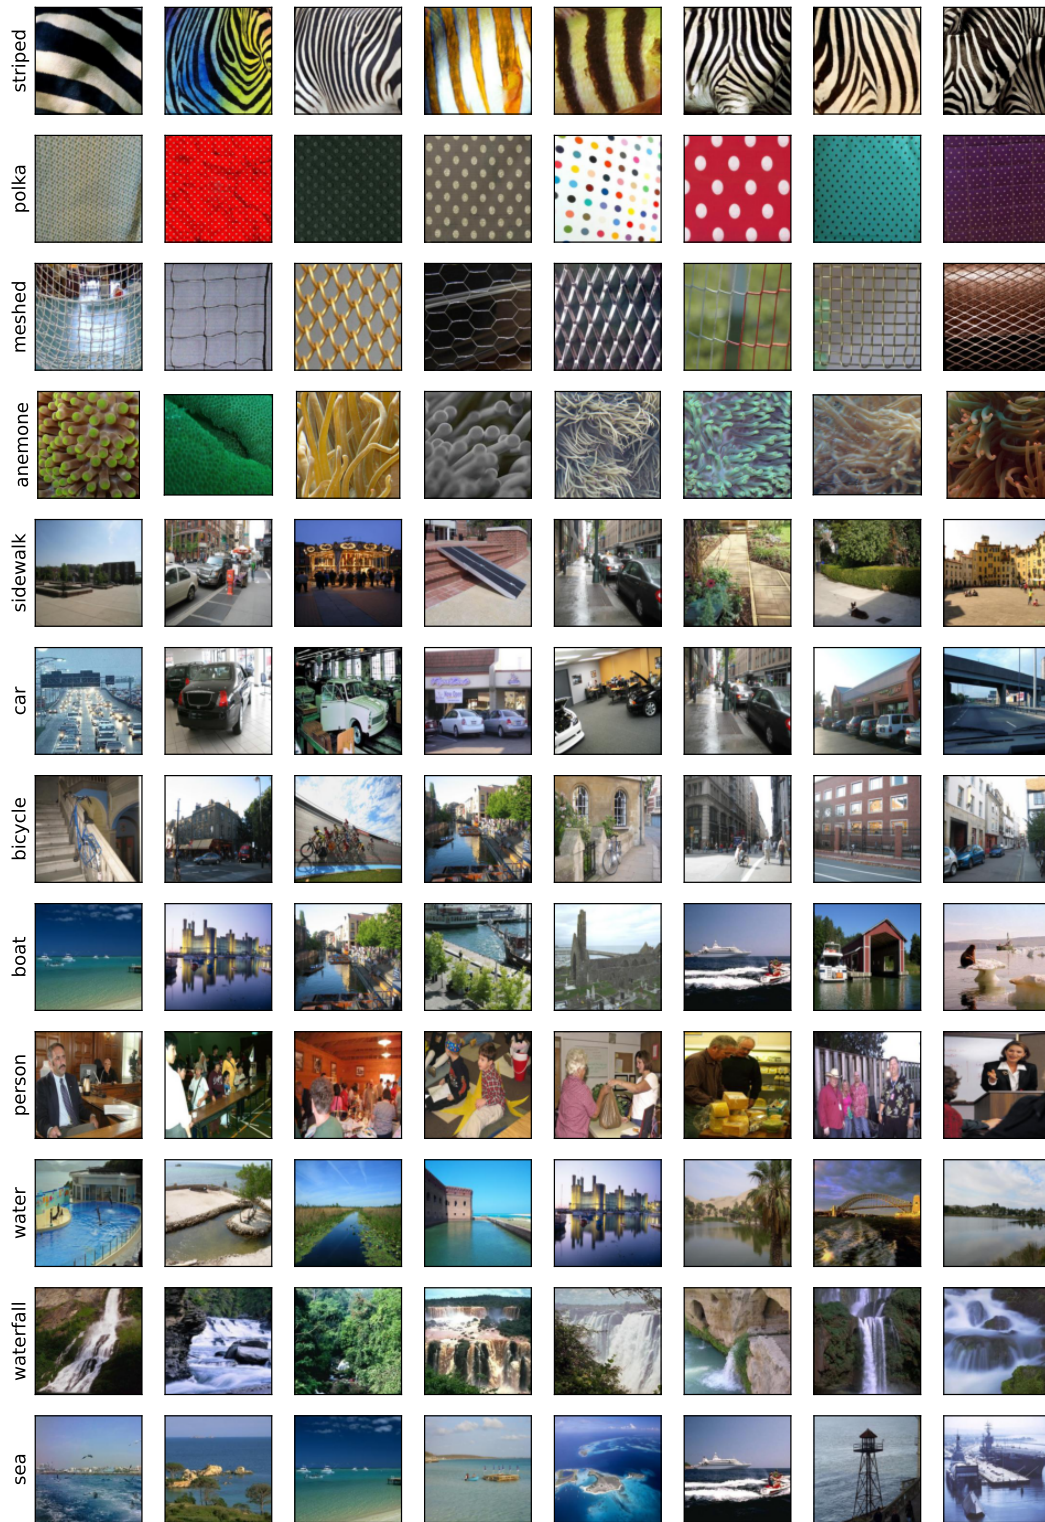 striped
polka
meshed
anemone
sidewalk
car
bicycle
boat
person
water
waterfall
sea